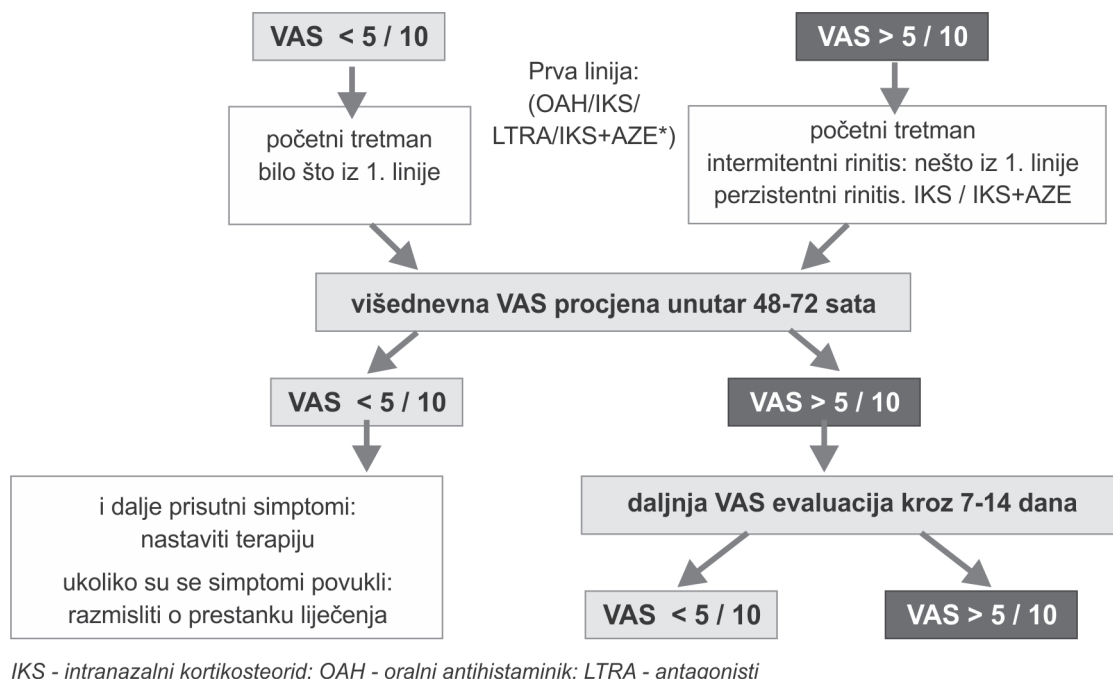 VAS < 5 / 10
VAS > 5 / 10
Prva linija:
(OAH/IKS/
LTRA/IKS+AZE*)
početni tretman
bilo što iz 1. linije
početni tretman
intermitentni rinitis: nešto iz 1. linije
perzistentni rinitis. IKS / IKS+AZE
višednevna VAS procjena unutar 48-72 sata
VAS < 5 / 10
VAS > 5 / 10
i dalje prisutni simptomi:
nastaviti terapiju
ukoliko su se simptomi povukli:
razmisliti o prestanku liječenja
daljnja VAS evaluacija kroz 7-14 dana
VAS < 5 / 10
VAS > 5 / 10
IKS - intranazalni kortikosteorid; OAH - oralni antihistaminik; LTRA - antagonisti